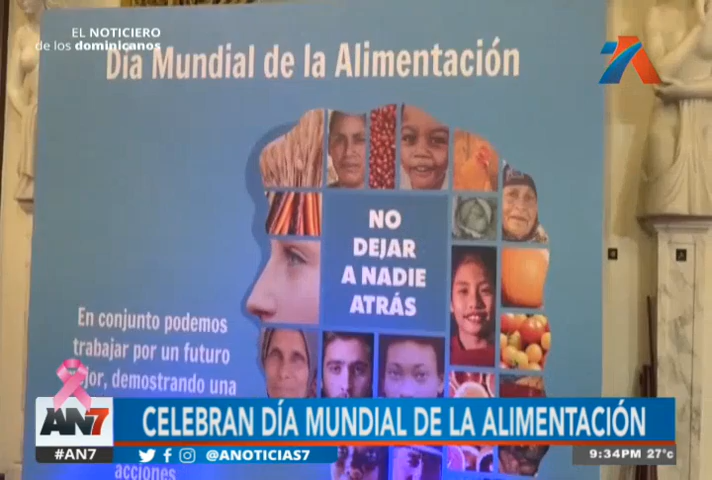 EL NOTICIERO
de los dominicanos
Día Mundial de la Alimentación
NO
DEJAR
A NADIE
ATRÁS
En conjunto podemos
trabajar por un futuro
jor, demostrando una
acciones
AN7
CELEBRAN DÍA MUNDIAL DE LA ALIMENTACIÓN
#AN7
@ANOTICIAS7
9:34PM 27°c